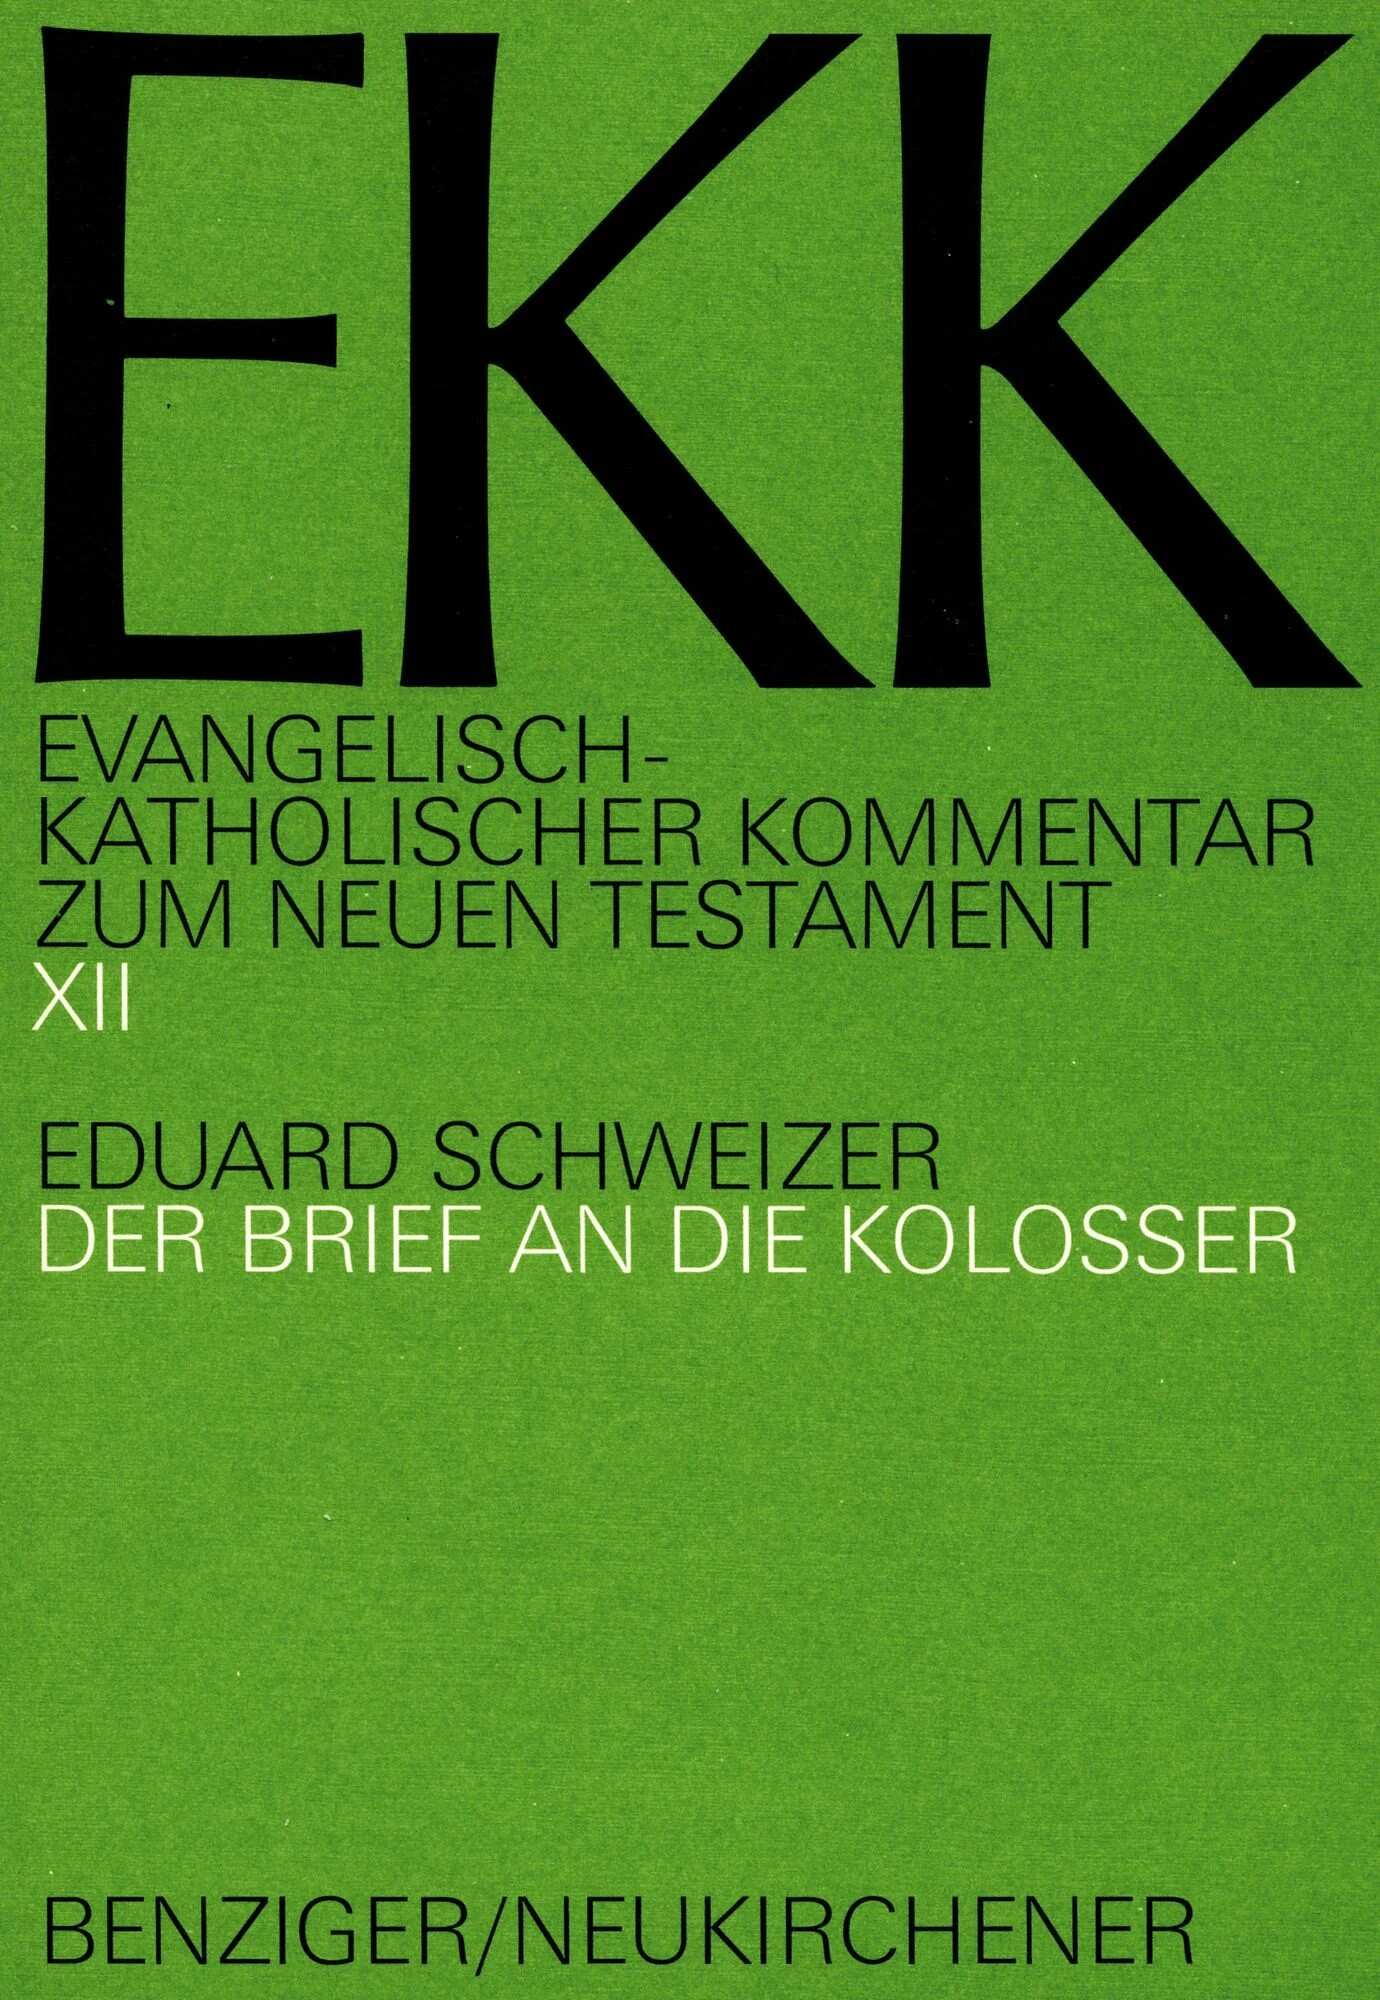 EKK
EVANGELISCH-
KATHOLISCHER KOMMENTAR
ZUM NEUEN TESTAMENT
XII
EDUARD SCHWEIZER
DER BRIEF AN DIE KOLOSSER
BENZIGER/NEUKIRCHENER